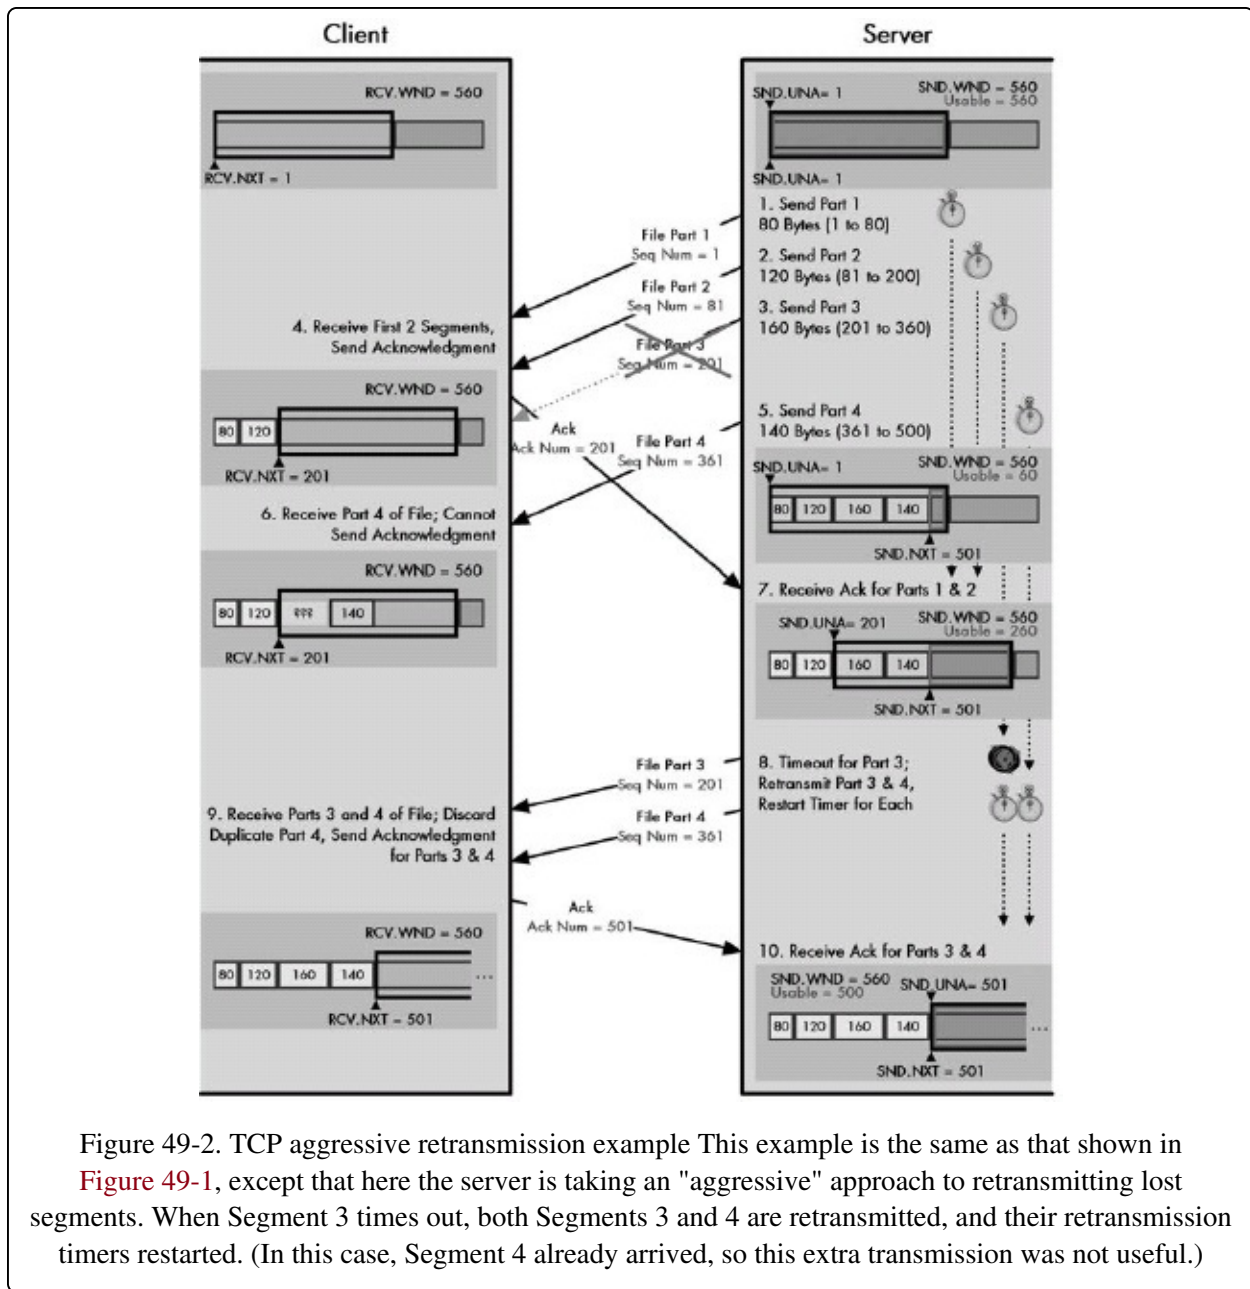 Client
Server
RCV.WND = 560
RCV.NXT = 1
SND.UNA= 1
SND.WND = 560
Usable = 560
SND.UNA= 1
1. Send Part 1
80 Bytes (1 to 80)
File Part 1
Seq Num = 1
2. Send Part 2
120 Bytes (81 to 200)
File Part 2
Seq Num = 81
3. Send Part 3
160 Bytes (201 to 360)
File Part 3
Seq Num = 201
4. Receive First 2 Segments,
Send Acknowledgment
RCV.WND = 560
80 120
RCV.NXT = 201
Ack
Ack Num = 201
5. Send Part 4
140 Bytes (361 to 500)
File Part 4
Seq Num = 361
SND.UNA= 1
SND.WND = 560
Usable = 60
80 120 160 140
SND.NXT = 501
6. Receive Part 4 of File; Cannot
Send Acknowledgment
RCV.WND = 560
80 120 ??? 140
RCV.NXT = 201
7. Receive Ack for Parts 1 & 2
SND.UNA= 201
SND.WND = 560
Usable = 260
80 120 160 140
SND.NXT = 501
8. Timeout for Part 3;
Retransmit Part 3 & 4,
Restart Timer for Each
File Part 3
Seq Num = 201
File Part 4
Seq Num = 361
9. Receive Parts 3 and 4 of File; Discard
Duplicate Part 4, Send Acknowledgment
for Parts 3 & 4
Ack
Ack Num = 501
RCV.WND = 560
80 120 160 140 ...
RCV.NXT = 501
10. Receive Ack for Parts 3 & 4
SND.WND = 560
Usable = 500
SND.UNA= 501
80 120 160 140 ...
SND.NXT = 501
Figure 49-2. TCP aggressive retransmission example This example is the same as that shown in
Figure 49-1, except that here the server is taking an "aggressive" approach to retransmitting lost
segments. When Segment 3 times out, both Segments 3 and 4 are retransmitted, and their retransmission
timers restarted. (In this case, Segment 4 already arrived, so this extra transmission was not useful.)